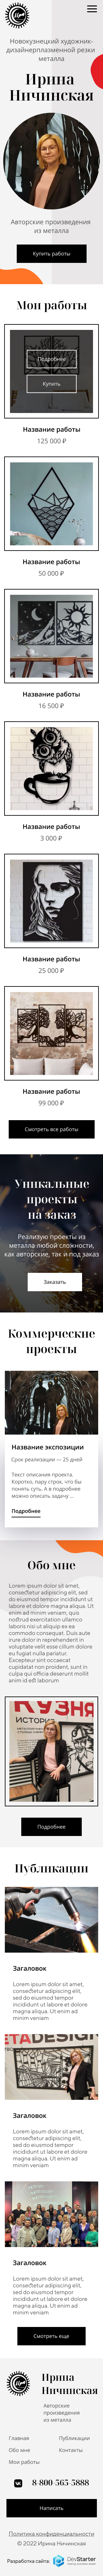 Новокузнецкий художник-
дизайнерплазменной резки
металла
Ирина
Ничинская
Авторские произведения
из металла
Купить работы
Мои работы
Подробнее
Купить
Название работы
125 000 ₽
Название работы
50 000 ₽
Название работы
16 500 ₽
Название работы
3 000 ₽
Название работы
25 000 ₽
Название работы
99 000 ₽
Смотреть все работы
Уникальные
проекты
на заказ
Реализую проекты из
металла любой сложности,
как авторские, так и под заказ
Заказать
Коммерческие
проекты
Название экспозиции
Срок реализации — 25 дней
Текст описания проекта.
Коротко, пару строк, что бы
понять суть. А в подробнее
можно описать задачу ...
Подробнее
Обо мне
Lorem ipsum dolor sit amet,
consectetur adipiscing elit, sed
do eiusmod tempor incididunt ut
labore et dolore magna aliqua. Ut
enim ad minim veniam, quis
nostrud exercitation ullamco
laboris nisi ut aliquip ex ea
commodo consequat. Duis aute
irure dolor in reprehenderit in
voluptate velit esse cillum dolore
eu fugiat nulla pariatur.
Excepteur sint occaecat
cupidatat non proident, sunt in
culpa qui officia deserunt mollit
anim id est laborum
КУЗНЯ
ИСТОРИ
Подробнее
Публикации
Заголовок
Lorem ipsum dolor sit amet,
consectetur adipiscing elit,
sed do eiusmod tempor
incididunt ut labore et dolore
magna aliqua. Ut enim ad
minim veniam
ETADESIGN
Заголовок
Lorem ipsum dolor sit amet,
consectetur adipiscing elit,
sed do eiusmod tempor
incididunt ut labore et dolore
magna aliqua. Ut enim ad
minim veniam
Заголовок
Lorem ipsum dolor sit amet,
consectetur adipiscing elit,
sed do eiusmod tempor
incididunt ut labore et dolore
magna aliqua. Ut enim ad
minim veniam
Смотреть еще
Ирина
Ничинская
Авторские
произведения
из металла
Главная
Публикации
Обо мне
Контакты
Мои работы
8-800-563-5888
Написать
Политика конфиденциальности
© 2022 Ирина Ничинская
Разработка сайта:
DevStarter